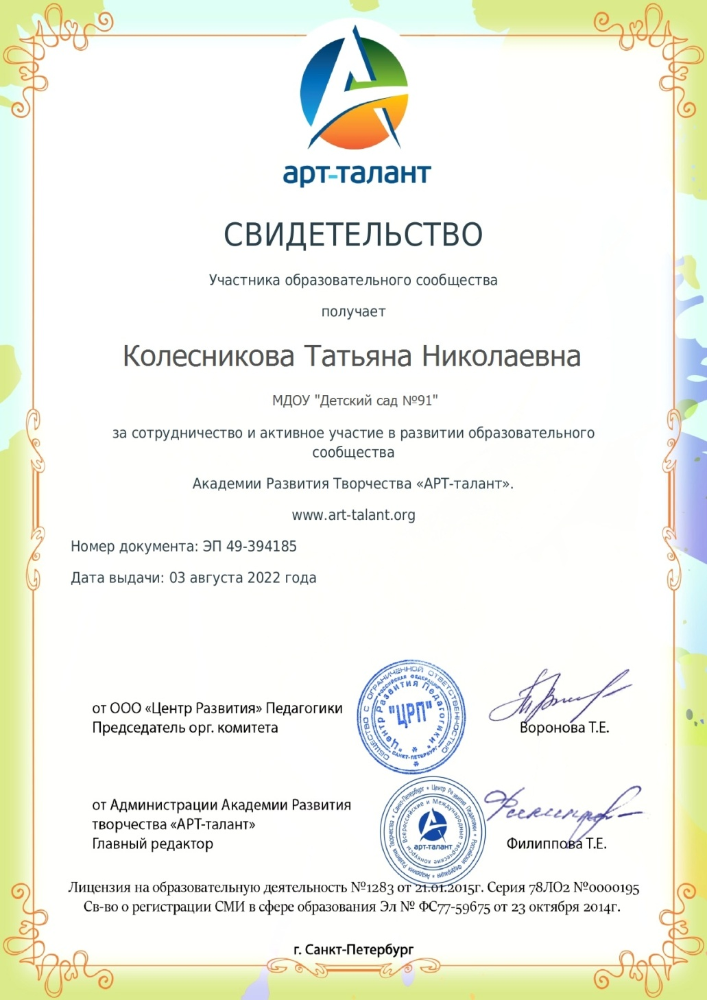 арт-талант
СВИДЕТЕЛЬСТВО
Участника образовательного сообщества
получает
Колесникова Татьяна Николаевна
МДОУ "Детский сад №91"
за сотрудничество и активное участие в развитии образовательного
сообщества
Академии Развития Творчества «АРТ-талант».
www.art-talant.org
Номер документа: ЭП 49-394185
Дата выдачи: 03 августа 2022 года
ОБЩЕСТВО С ОГРАНИЧЕННОЙ ОТВЕТСТВЕННОСТЬЮ
РОССИЙСКАЯ ФЕДЕРАЦИЯ
"Центр Развития Педагогики"
"ЦРП"
САНКТ-ПЕТЕРБУРГ
от ООО «Центр Развития» Педагогики
Председатель орг. комитета
Воронова Т.Е.
Академия Развития Творчества • Санкт-Петербург • Центр Развития Педагогики • Российская Федерация •
Всероссийские и Международные творческие конкурсы
арт-талант
от Администрации Академии Развития
творчества «АРТ-талант»
Главный редактор
Филиппова Т.Е.
Лицензия на образовательную деятельность №1283 от 21.01.2015г. Серия 78ЛО2 №0000195
Св-во о регистрации СМИ в сфере образования Эл № ФС77-59675 от 23 октября 2014г.
г. Санкт-Петербург